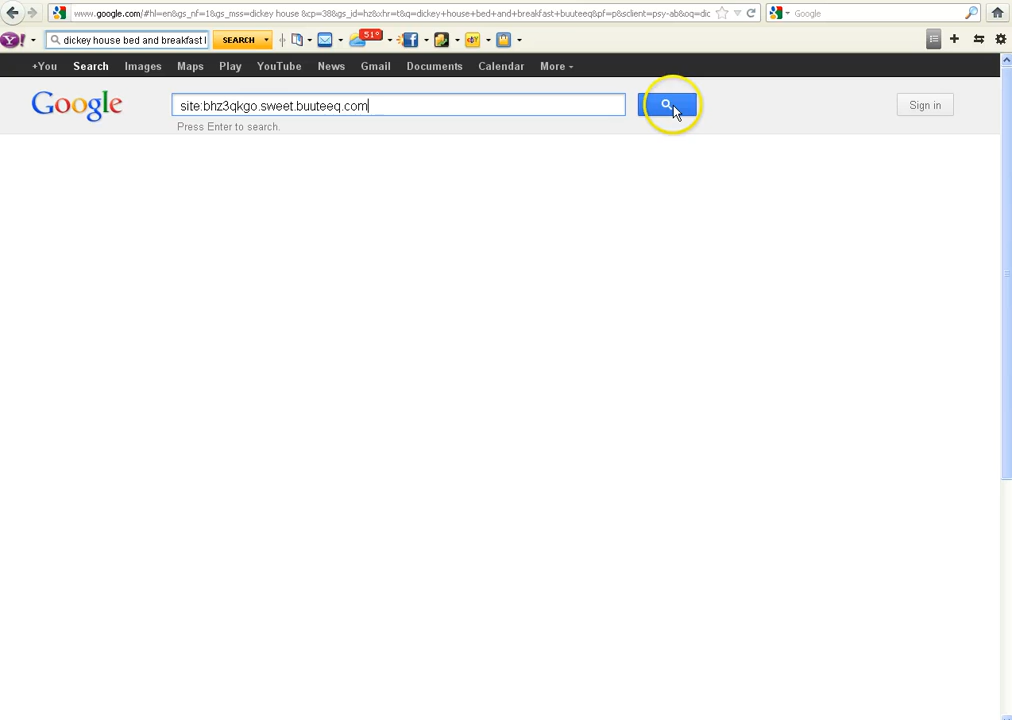 www.google.com/#hl=en&gs_nf=1&gs_mss=dickey house &cp=38&gs_id=hz&xhr=t&q=dickey+house+bed+and+breakfast+buuteeq&pf=p&sclient=psy-ab&oq=dic
Google
dickey house bed and breakfast
SEARCH
51°
+You Search Images Maps Play YouTube News Gmail Documents Calendar More
Google
site:bhz3qkgo.sweet.buuteeq.com
Sign in
Press Enter to search.